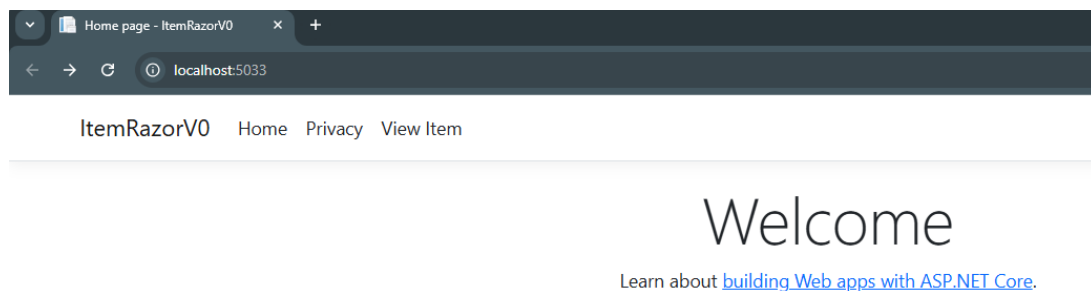 Home page - ItemRazorV0
localhost:5033
ItemRazorV0 Home Privacy View Item
Welcome
Learn about building Web apps with ASP.NET Core.